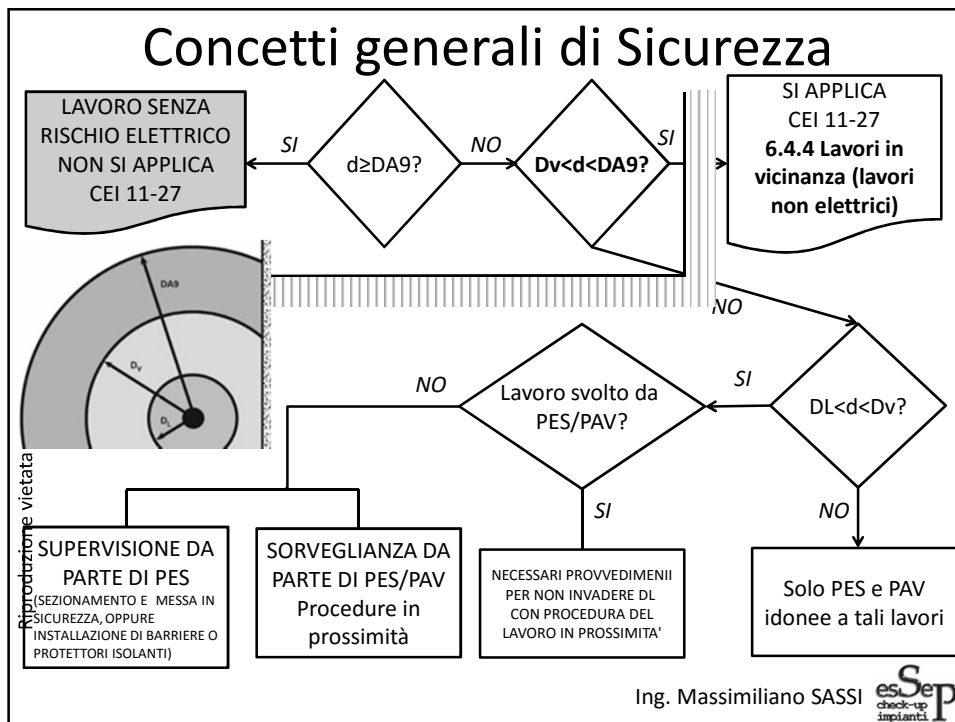 Concetti generali di Sicurezza
LAVORO SENZA
RISCHIO ELETTRICO
NON SI APPLICA
CEI 11-27
SI
d≥DA9?
NO
Dv<d<DA9?
SI
SI APPLICA
CEI 11-27
6.4.4 Lavori in
vicinanza (lavori
non elettrici)
DA9
DV
DL
NO
DL<d<Dv?
SI
Lavoro svolto da
PES/PAV?
NO
SI
NO
SUPERVISIONE DA
PARTE DI PES
(SEZIONAMENTO E MESSA IN
SICUREZZA, OPPURE
INSTALLAZIONE DI BARRIERE O
PROTETTORI ISOLANTI)
SORVEGLIANZA DA
PARTE DI PES/PAV
Procedure in
prossimità
NECESSARI PROVVEDIMENII
PER NON INVADERE DL
CON PROCEDURA DEL
LAVORO IN PROSSIMITA'
Solo PES e PAV
idonee a tali lavori
Riproduzione vietata
Ing. Massimiliano SASSI
esSeP
check-up
impianti